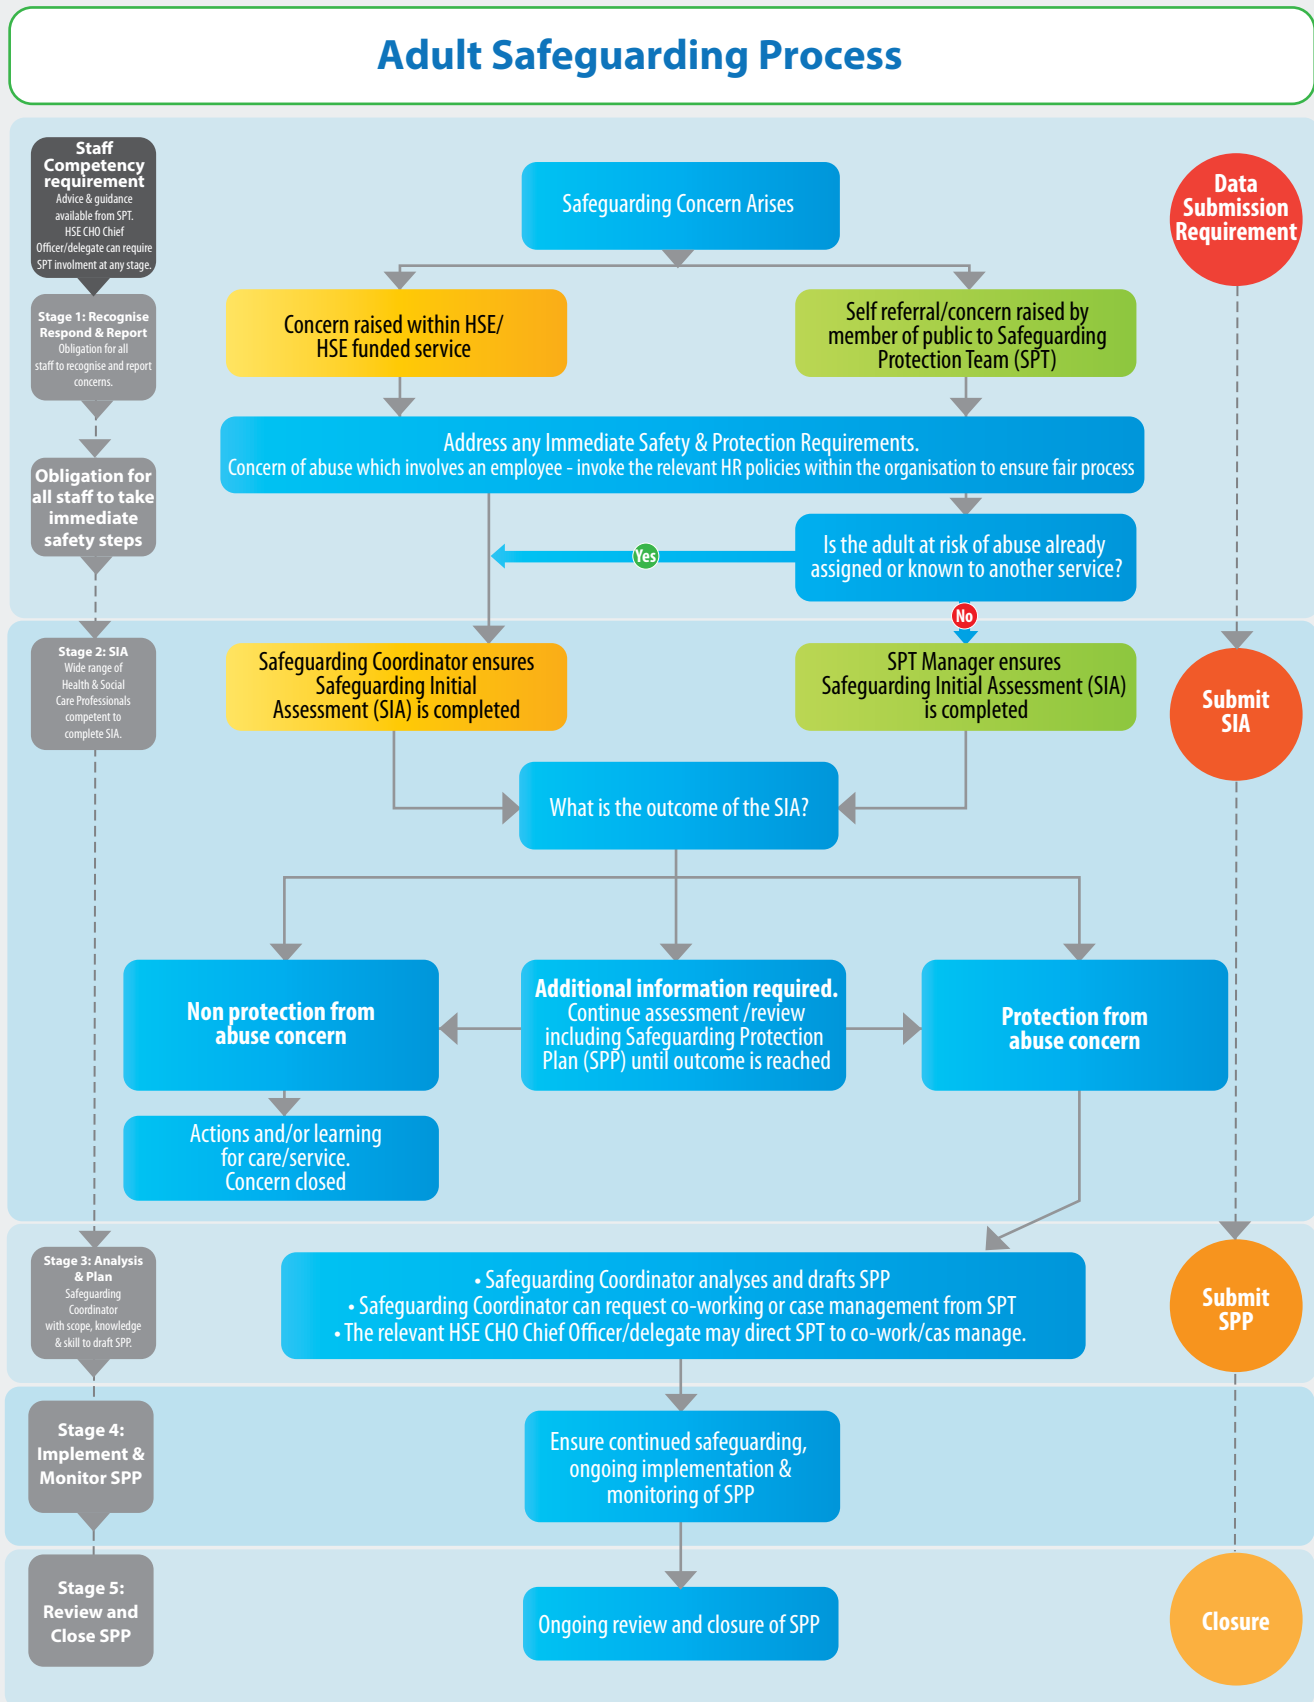 Adult Safeguarding Process
Staff
Competency
requirement
Advice & guidance
available from SPT.
HSE CHO Chief
Officer/delegate can require
SPT involment at any stage.
Safeguarding Concern Arises
Data
Submission
Requirement
Stage 1: Recognise
Respond & Report
Obligation for all
staff to recognise and report
concerns.
Concern raised within HSE/
HSE funded service
Self referral/concern raised by
member of public to Safeguarding
Protection Team (SPT)
Address any Immediate Safety & Protection Requirements.
Concern of abuse which involves an employee - invoke the relevant HR policies within the organisation to ensure fair process
Obligation for
all staff to take
immediate
safety steps
Is the adult at risk of abuse already
assigned or known to another service?
Yes
No
Stage 2: SIA
Wide range of
Health & Social
Care Professionals
competent to
complete SIA.
Safeguarding Coordinator ensures
Safeguarding Initial
Assessment (SIA) is completed
SPT Manager ensures
Safeguarding Initial Assessment (SIA)
is completed
Submit
SIA
What is the outcome of the SIA?
Non protection from
abuse concern
Additional information required.
Continue assessment /review
including Safeguarding Protection
Plan (SPP) until outcome is reached
Protection from
abuse concern
Actions and/or learning
for care/service.
Concern closed
Stage 3: Analysis
& Plan
Safeguarding
Coordinator
with scope, knowledge
& skill to draft SPP.
• Safeguarding Coordinator analyses and drafts SPP
• Safeguarding Coordinator can request co-working or case management from SPT
• The relevant HSE CHO Chief Officer/delegate may direct SPT to co-work/cas manage.
Submit
SPP
Stage 4:
Implement &
Monitor SPP
Ensure continued safeguarding,
ongoing implementation &
monitoring of SPP
Stage 5:
Review and
Close SPP
Ongoing review and closure of SPP
Closure